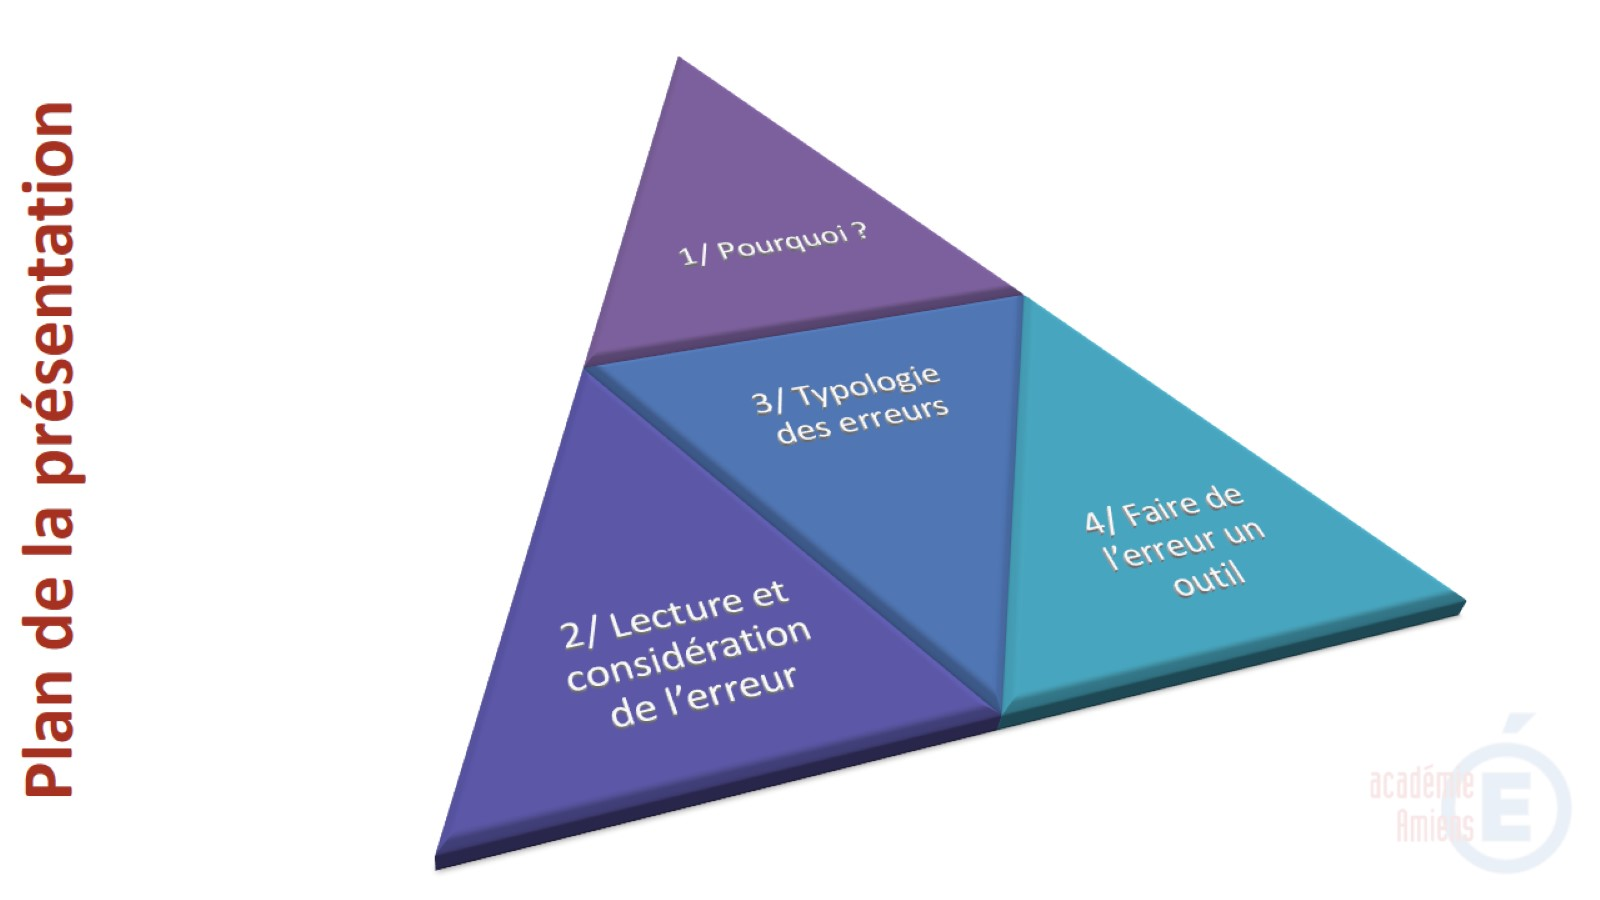 Plan de la présentation
1/ Pourquoi ?
2/ Lecture et
considération
de l'erreur
3/ Typologie
des erreurs
4/ Faire de
l'erreur un
outil
académie
Amiens
É